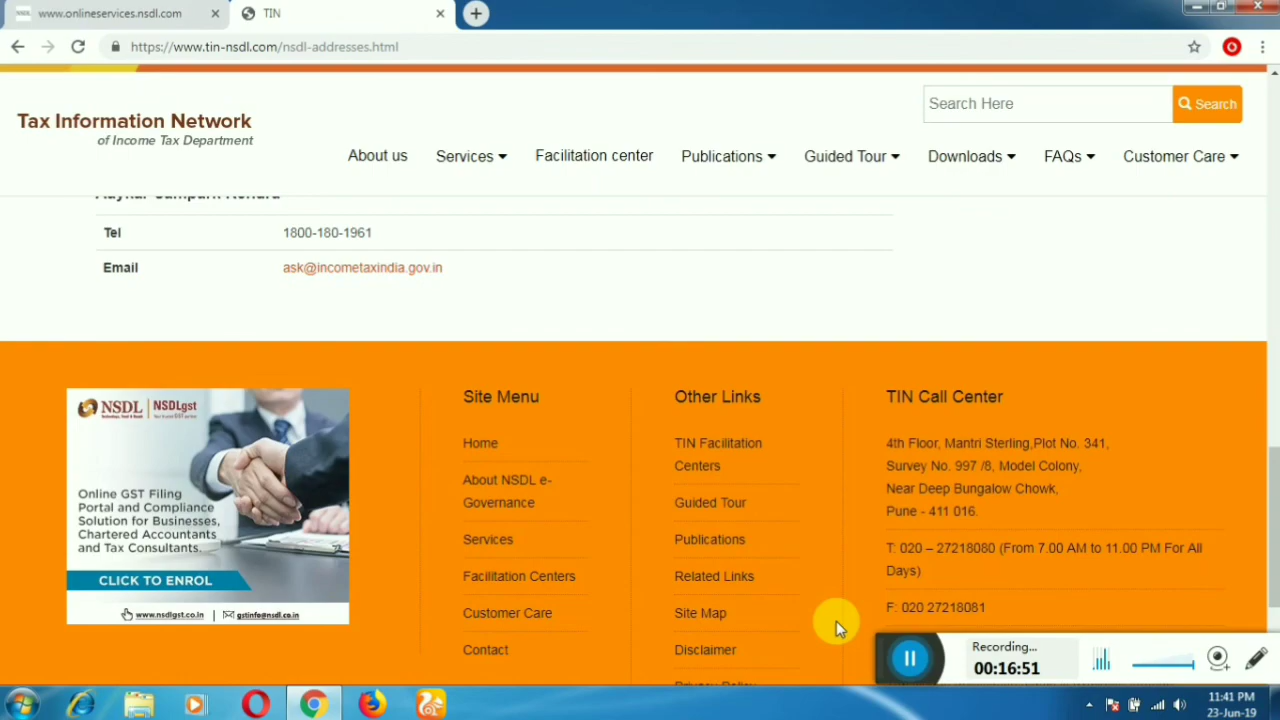 www.onlineservices.nsdl.com
TIN
https://www.tin-nsdl.com/nsdl-addresses.html
Search Here
Search
Tax Information Network
of Income Tax Department
About us
Services
Facilitation center
Publications
Guided Tour
Downloads
FAQs
Customer Care
Tel 1800-180-1961
Email ask@incometaxindia.gov.in
NSDL
Technology, Trust & Reach
NSDLgst
Online GST Filing
Portal and Compliance
Solution for Businesses,
Chartered Accountants
and Tax Consultants.
CLICK TO ENROL
www.nsdlgst.co.in | gstinfo@nsdl.co.in
Site Menu
Home
About NSDL e-
Governance
Services
Facilitation Centers
Customer Care
Contact
Other Links
TIN Facilitation
Centers
Guided Tour
Publications
Related Links
Site Map
Disclaimer
Privacy Policy
TIN Call Center
4th Floor, Mantri Sterling,Plot No. 341,
Survey No. 997 /8, Model Colony,
Near Deep Bungalow Chowk,
Pune - 411 016.
T: 020 – 27218080 (From 7.00 AM to 11.00 PM For All
Days)
F: 020 27218081
Recording...
00:16:51
11:41 PM
23-Jun-19